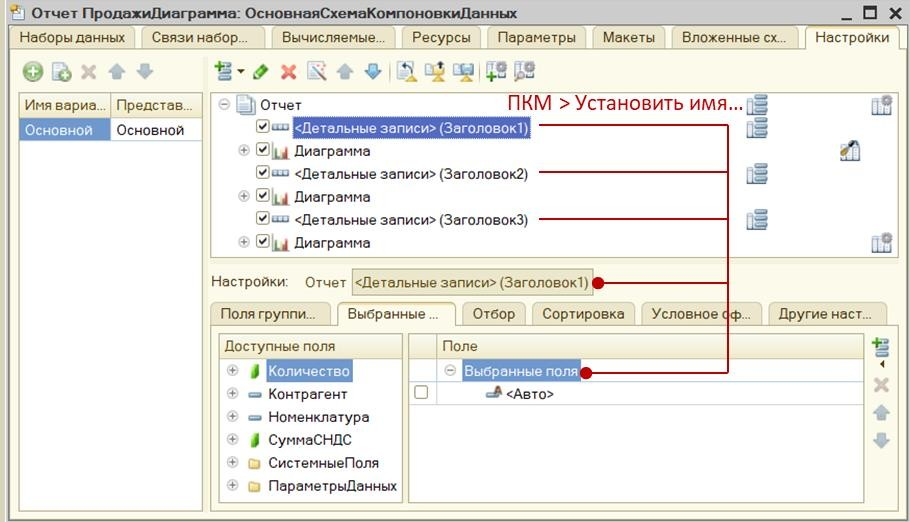 Отчет ПродажиДиаграмма: ОсновнаяСхемаКомпоновкиДанных
Наборы данных Связи набор... Вычисляемые... Ресурсы Параметры Макеты Вложенные сх... Настройки
Имя вариа... Представ...
Основной Основной
Отчет
ПКМ > Установить имя...
<Детальные записи> (Заголовок1)
Диаграмма
<Детальные записи> (Заголовок2)
Диаграмма
<Детальные записи> (Заголовок3)
Диаграмма
Настройки: Отчет <Детальные записи> (Заголовок1)
Поля группи... Выбранные ... Отбор Сортировка Условное оф... Другие наст...
Доступные поля
Количество
Контрагент
Номенклатура
СуммаСНДС
СистемныеПоля
ПараметрыДанных
Поле
Выбранные поля
<Авто>